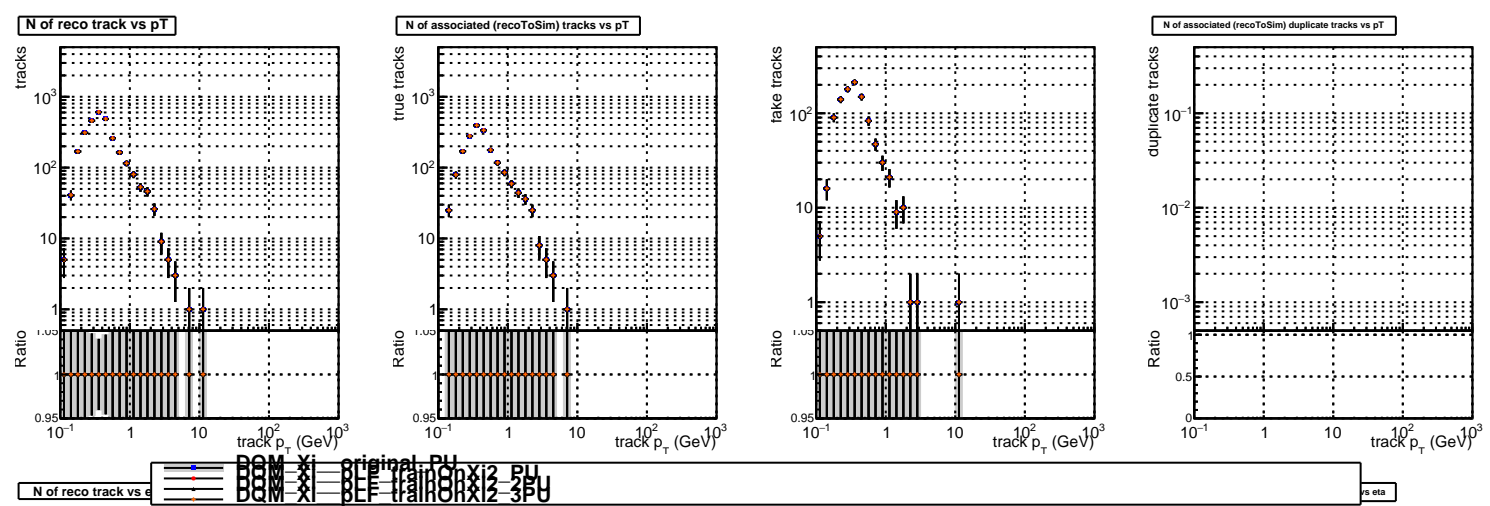 N of reco track vs pT
N of associated (recoToSim) tracks vs pT
N of associated (recoToSim) duplicate tracks vs pT
tracks
10³
10²
10
1
Ratio
1.05
1
0.95
10⁻¹ 1 10 10² 10³
track p_T (GeV)
true tracks
10³
10²
10
1
Ratio
1.05
1
0.95
10⁻¹ 1 10 10² 10³
track p_T (GeV)
fake tracks
10²
10
1
Ratio
1.05
1
0.95
10⁻¹ 1 10 10² 10³
track p_T (GeV)
duplicate tracks
10⁻¹
10⁻²
10⁻³
Ratio
1
0.5
0
10⁻¹ 1 10 10² 10³
track p_T (GeV)
DQM_Xi__original_PU
DQM_Xi__pLF_trainOnXi2_PU
DQM_Xi__pLF_trainOnXi2_2PU
DQM_Xi__pLF_trainOnXi2_3PU
N of reco track vs e
vs eta